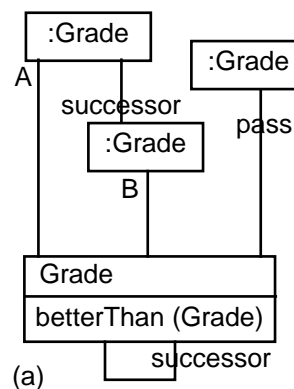 :Grade
:Grade
A
successor
:Grade
pass
B
Grade
betterThan (Grade)
successor
(a)